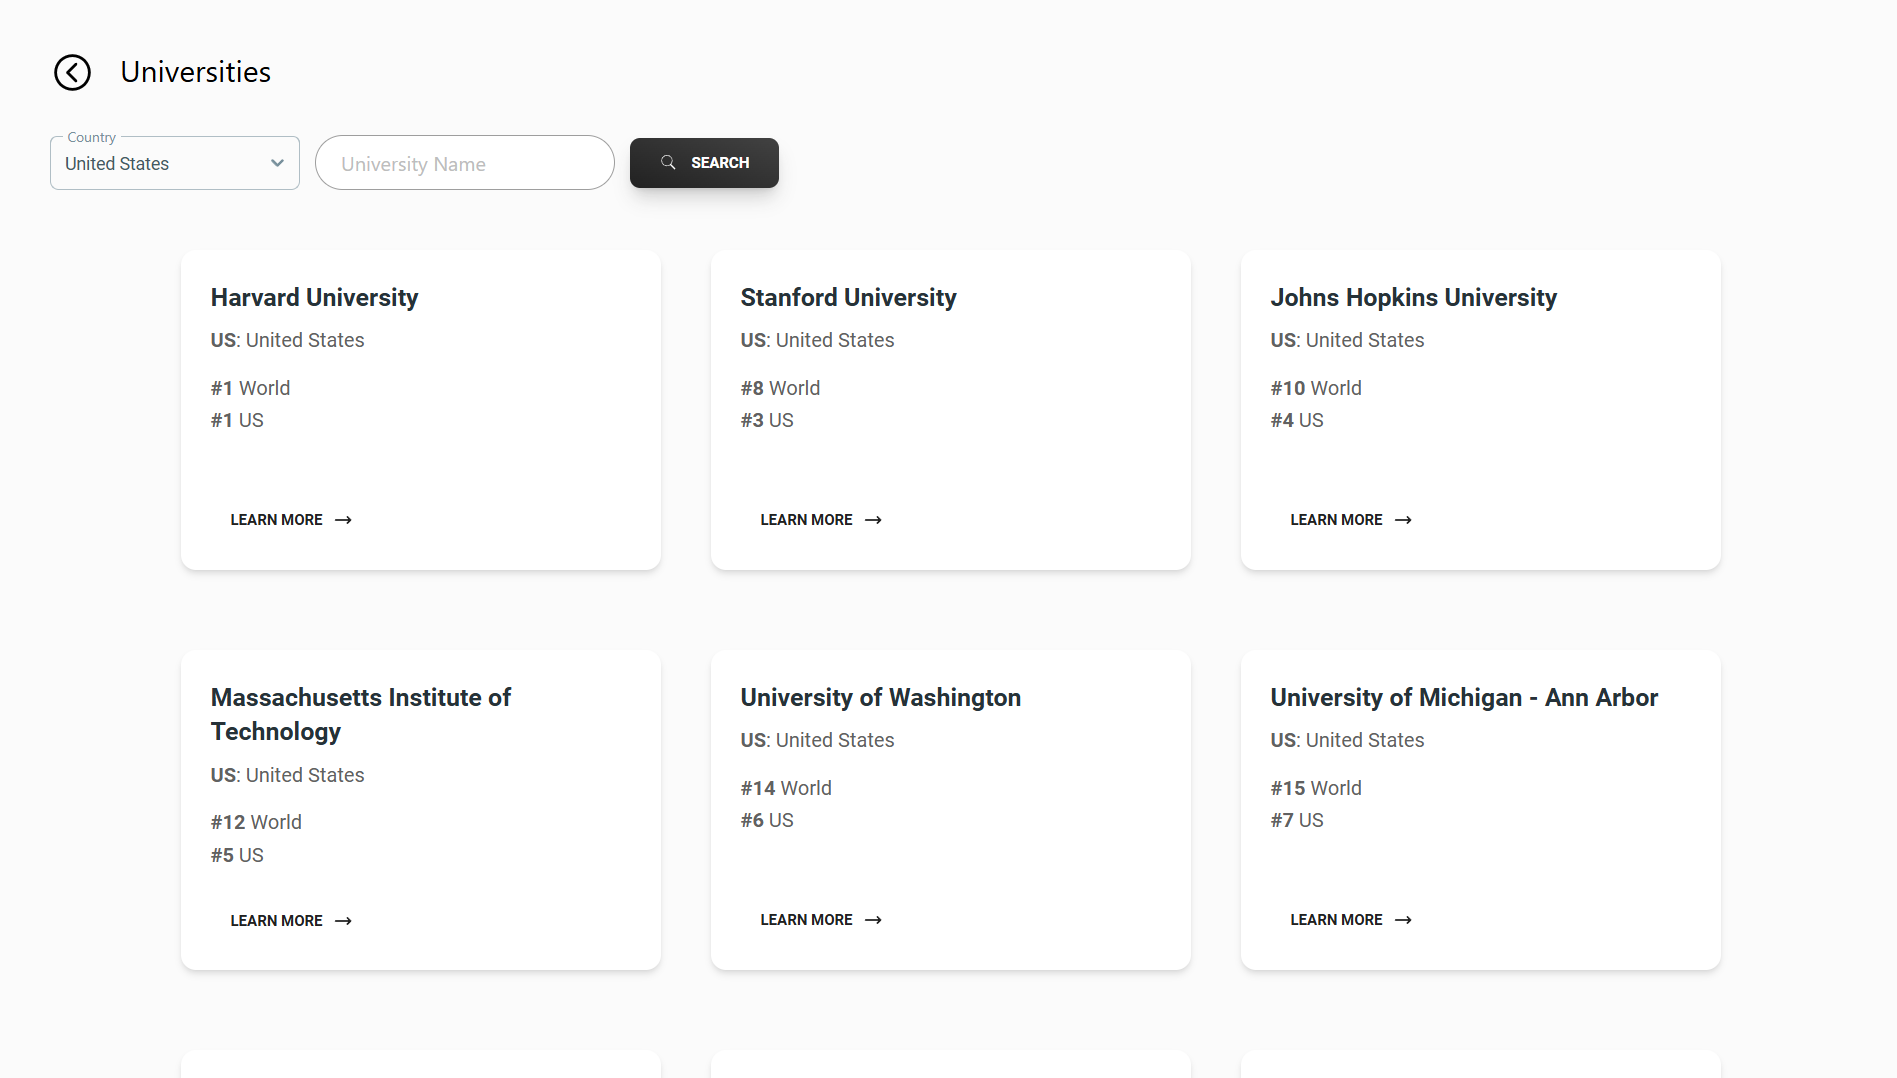 Universities
Country
United States
University Name
SEARCH
Harvard University
US: United States
#1 World
#1 US
LEARN MORE
Stanford University
US: United States
#8 World
#3 US
LEARN MORE
Johns Hopkins University
US: United States
#10 World
#4 US
LEARN MORE
Massachusetts Institute of
Technology
US: United States
#12 World
#5 US
LEARN MORE
University of Washington
US: United States
#14 World
#6 US
LEARN MORE
University of Michigan - Ann Arbor
US: United States
#15 World
#7 US
LEARN MORE